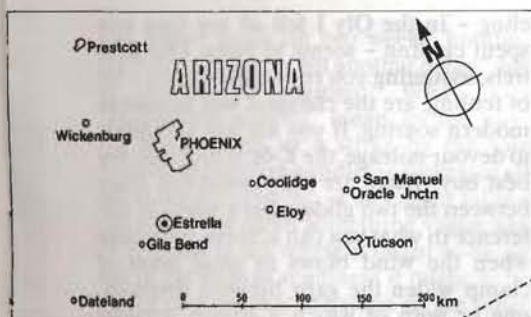 Prestcott
ARIZONA
N
Wickenburg
PHOENIX
Coolidge
San Manuel
Oracle Jnctn
Eloy
Estrella
Gila Bend
Tucson
Dateland
0 50 100 150 200 km